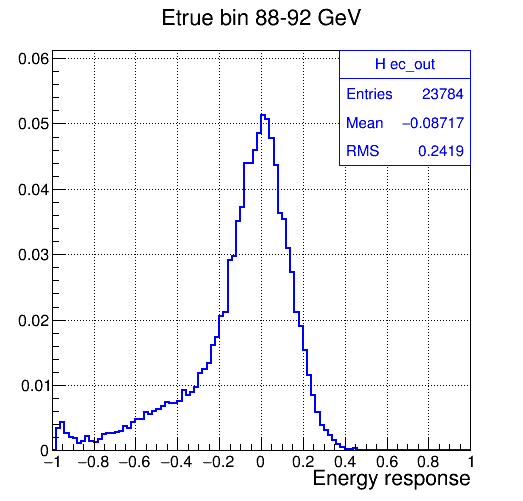 Etrue bin 88-92 GeV
H ec_out
Entries 23784
Mean −0.08717
RMS 0.2419
0.06
0.05
0.04
0.03
0.02
0.01
0
−1 −0.8 −0.6 −0.4 −0.2 0 0.2 0.4 0.6 0.8 1
Energy response